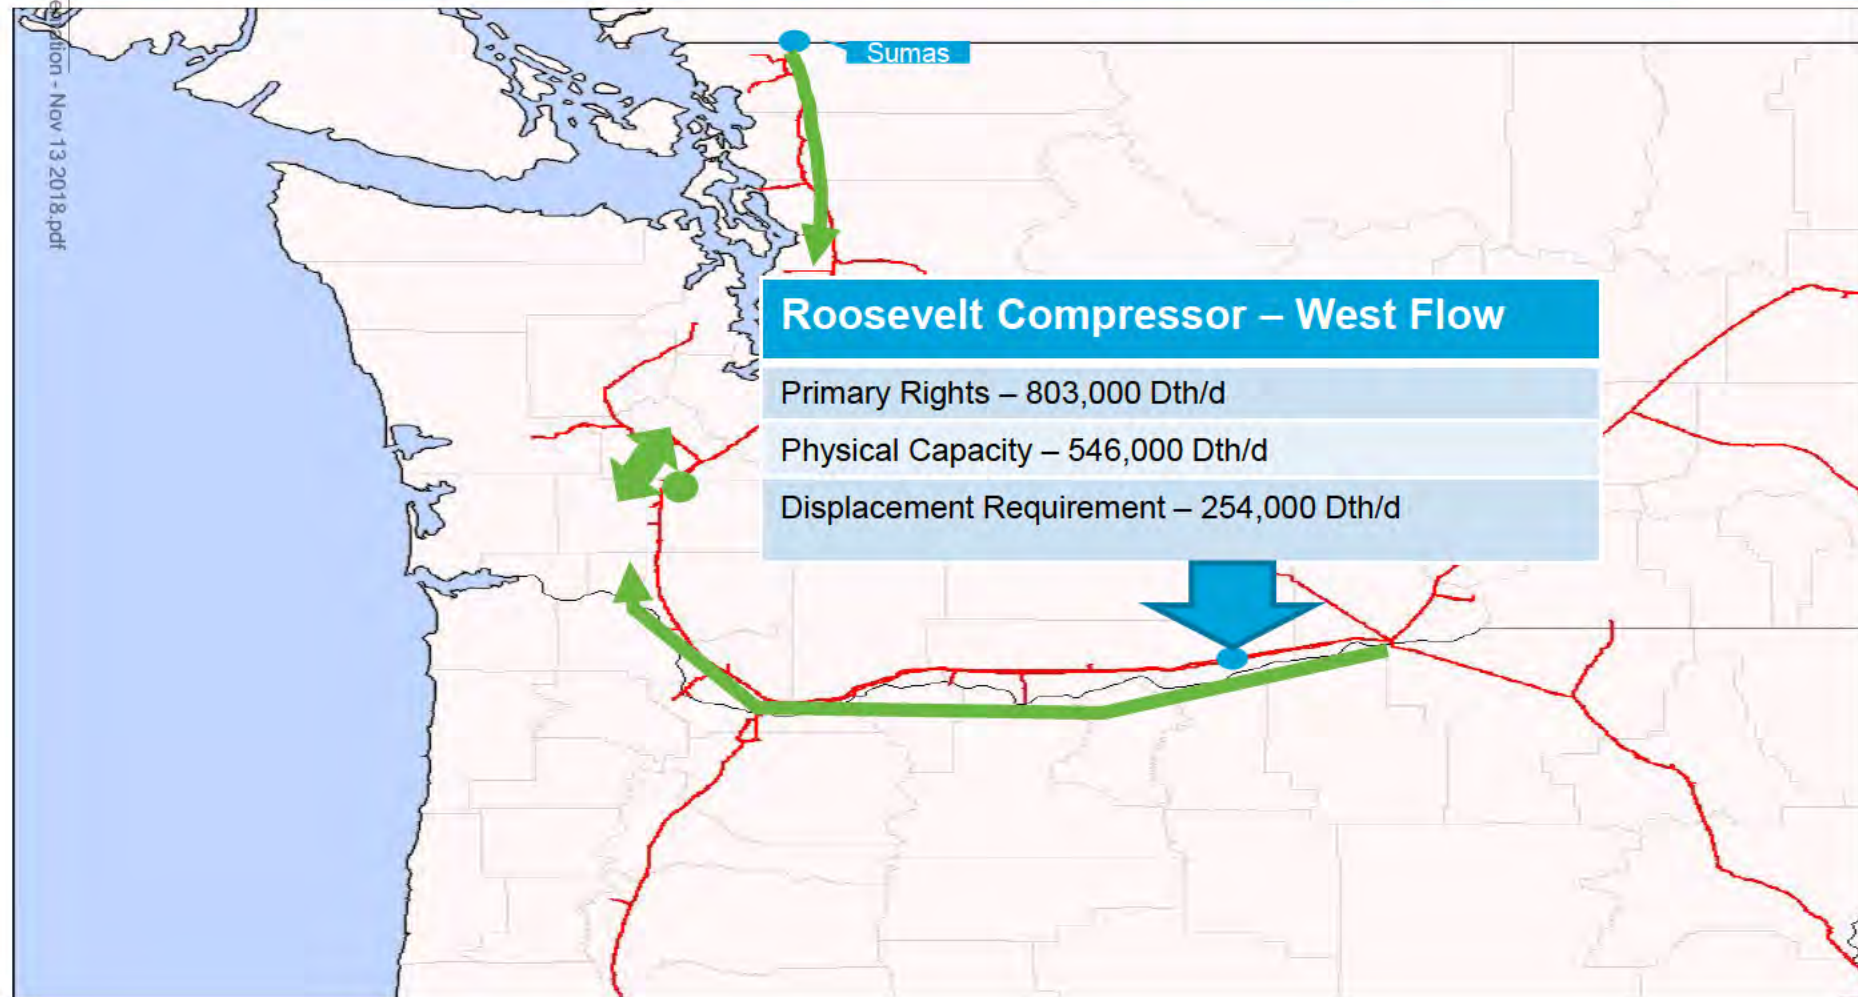 - Nov 13 2018.pdf
Sumas
Roosevelt Compressor – West Flow
Primary Rights – 803,000 Dth/d
Physical Capacity – 546,000 Dth/d
Displacement Requirement – 254,000 Dth/d